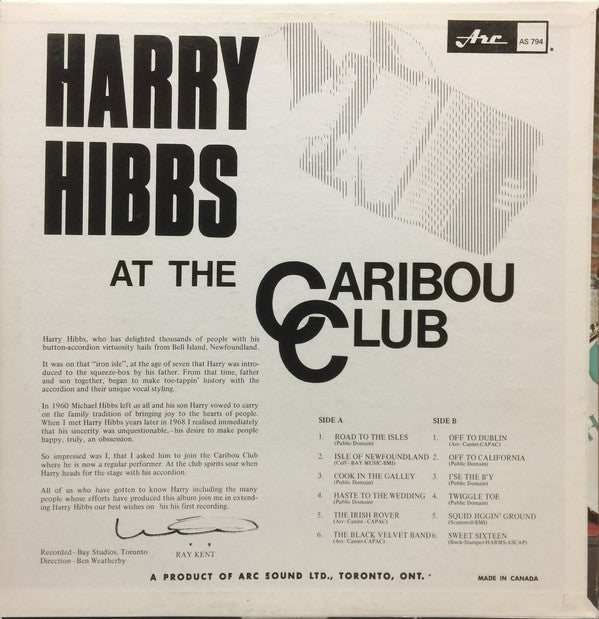 HARRY
HIBBS
AT THE
CARIBOU
CLUB
Arc AS 794
Harry Hibbs, who has delighted thousands of people with his
button-accordion virtuosity hails from Bell Island, Newfoundland.
It was on that "iron isle", at the age of seven that Harry was intro-
duced to the squeeze-box by his father. From that time, father
and son together, began to make toe-tappin' history with the
accordion and their unique vocal styling.
In 1960 Michael Hibbs left us all and his son Harry vowed to carry
on the family tradition of bringing joy to the hearts of people.
When I met Harry Hibbs years later in 1968 I realised immediately
that his sincerity was unquestionable,-his desire to make people
happy, truly, an obssession.
So impressed was I, that I asked him to join the Caribou Club
where he is now a regular performer. At the club spirits soar when
Harry heads for the stage with his accordion.
All of us who have gotten to know Harry including the many
people whose efforts have produced this album join me in extend-
ing Harry Hibbs our best wishes on his first recording.
RAY KENT
Recorded-Bay Studios, Toronto
Direction-Ben Weatherby
SIDE A
1. ROAD TO THE ISLES
(Public Domain)
2. ISLE OF NEWFOUNDLAND
(Cuff-BAY MUSIC-BMI)
3. COOK IN THE GALLEY
(Public Domain)
4. HASTE TO THE WEDDING
(Public Domain)
5. THE IRISH ROVER
(Arr: Canint-CAPAC)
6. THE BLACK VELVET BAND
(Arr: Canint-CAPAC)
SIDE B
1. OFF TO DUBLIN
(Arr: Canint-CAPAC)
2. OFF TO CALIFORNIA
(Public Domain)
3. I'SE THE B'Y
(Public Domain)
4. TWIGGLE TOE
(Public Domain)
5. SQUID JIGGIN' GROUND
(Scammell-BMI)
6. SWEET SIXTEEN
(Buck-Stamper-HARMS-ASCAP)
A PRODUCT OF ARC SOUND LTD., TORONTO, ONT.
MADE IN CANADA